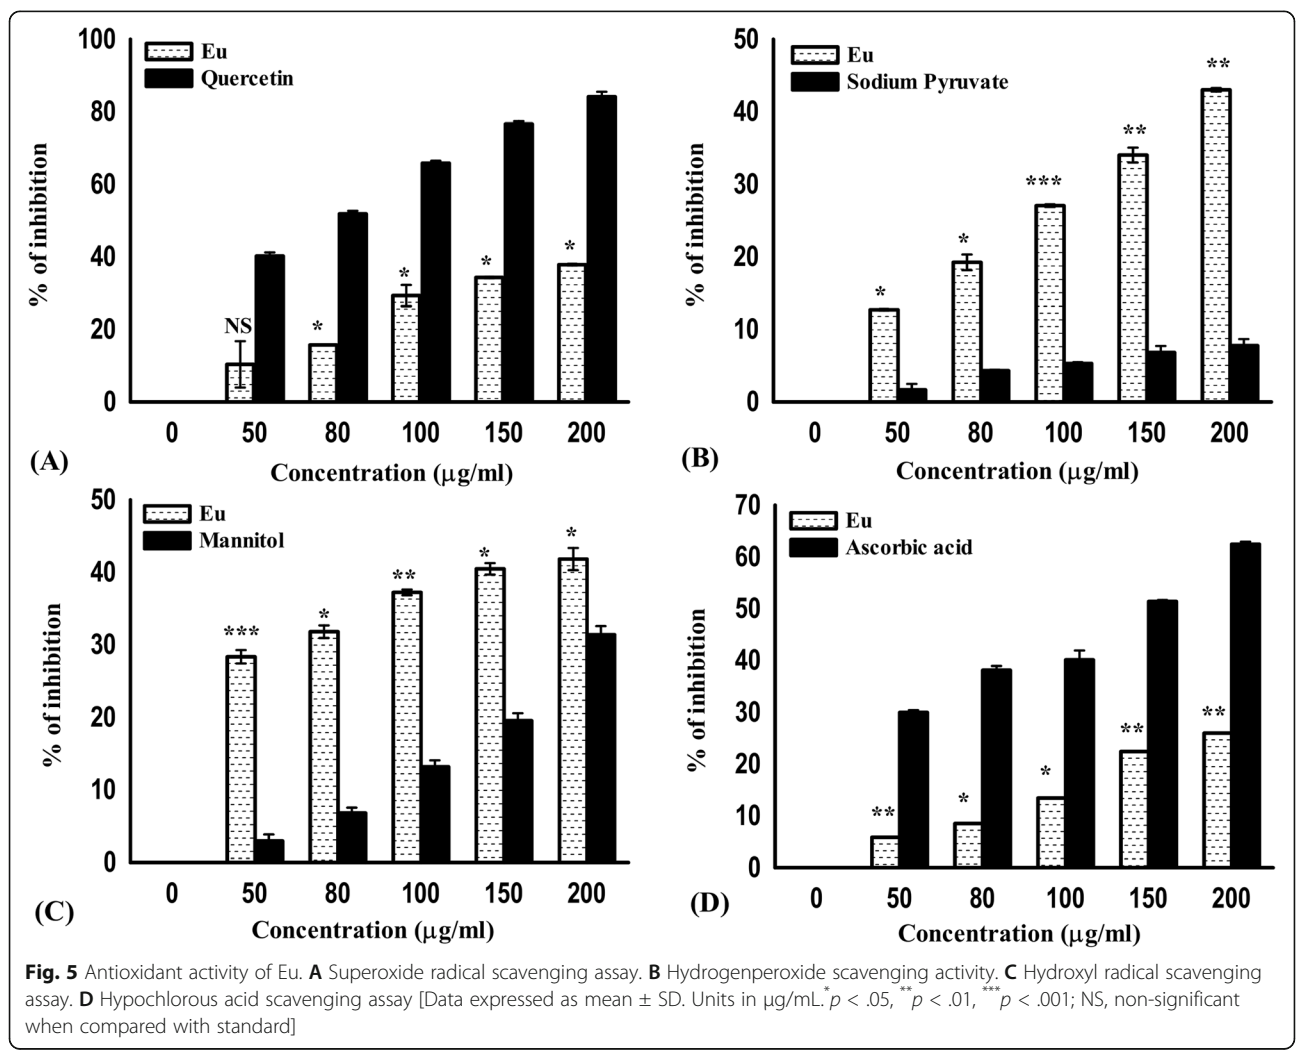 100
80
60
40
20
0
% of inhibition
Eu
Quercetin
NS
*
*
*
*
0 50 80 100 150 200
(A)
Concentration (µg/ml)
50
40
30
20
10
0
% of inhibition
Eu
Sodium Pyruvate
*
*
***
**
**
0 50 80 100 150 200
(B)
Concentration (µg/ml)
50
40
30
20
10
0
% of inhibition
Eu
Mannitol
***
*
**
*
*
0 50 80 100 150 200
(C)
Concentration (µg/ml)
70
60
50
40
30
20
10
0
% of inhibition
Eu
Ascorbic acid
**
*
*
**
**
0 50 80 100 150 200
(D)
Concentration (µg/ml)
Fig. 5 Antioxidant activity of Eu. A Superoxide radical scavenging assay. B Hydrogenperoxide scavenging activity. C Hydroxyl radical scavenging
assay. D Hypochlorous acid scavenging assay [Data expressed as mean ± SD. Units in µg/mL.*p < .05, **p < .01, ***p < .001; NS, non-significant
when compared with standard]